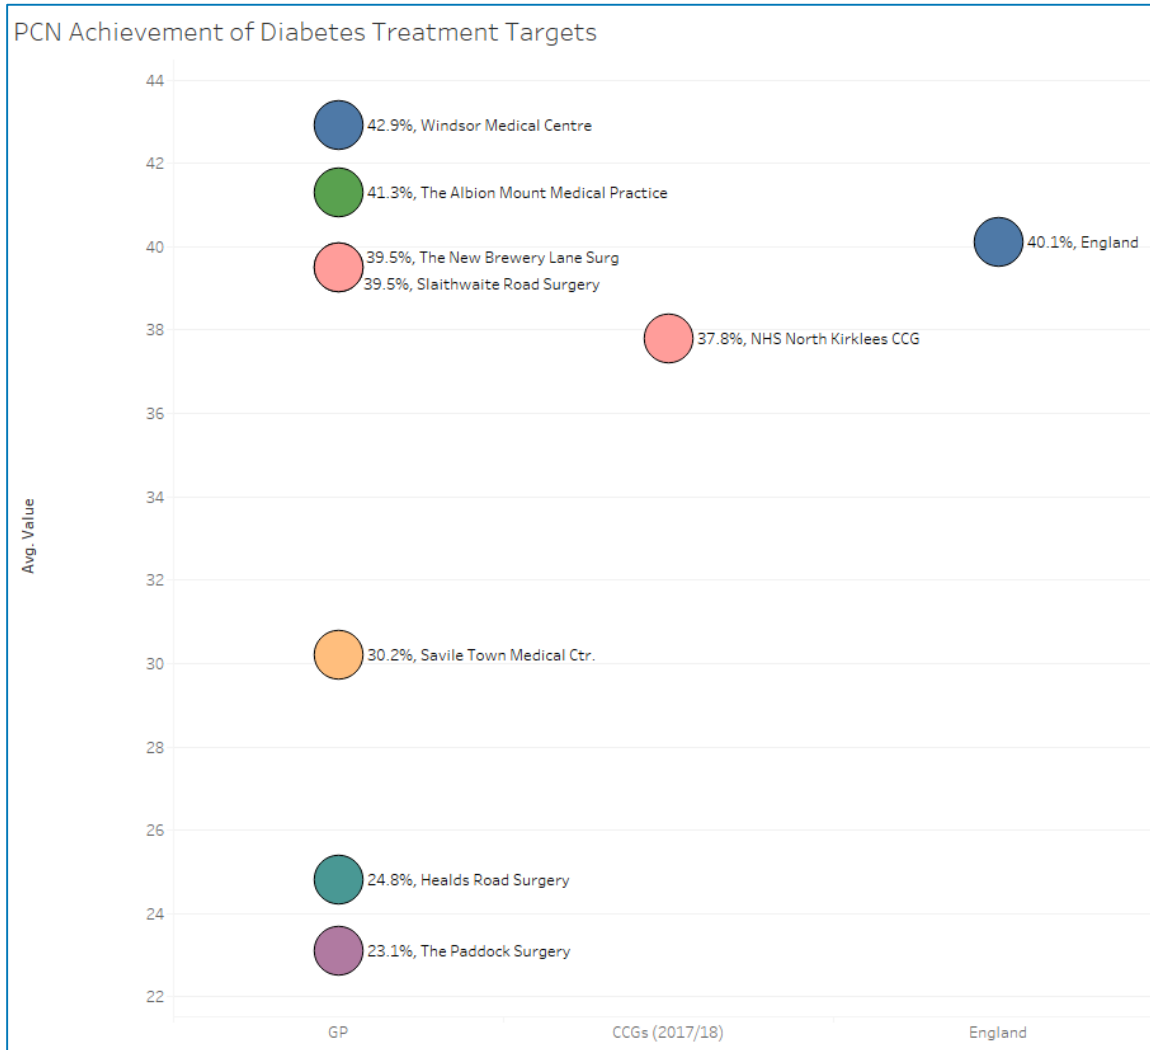 PCN Achievement of Diabetes Treatment Targets
44
42.9%, Windsor Medical Centre
42
41.3%, The Albion Mount Medical Practice
40
40.1%, England
39.5%, The New Brewery Lane Surg
39.5%, Slaithwaite Road Surgery
38
37.8%, NHS North Kirklees CCG
36
34
Avg. Value
32
30
30.2%, Savile Town Medical Ctr.
28
26
24.8%, Healds Road Surgery
24
23.1%, The Paddock Surgery
22
GP
CCGs (2017/18)
England